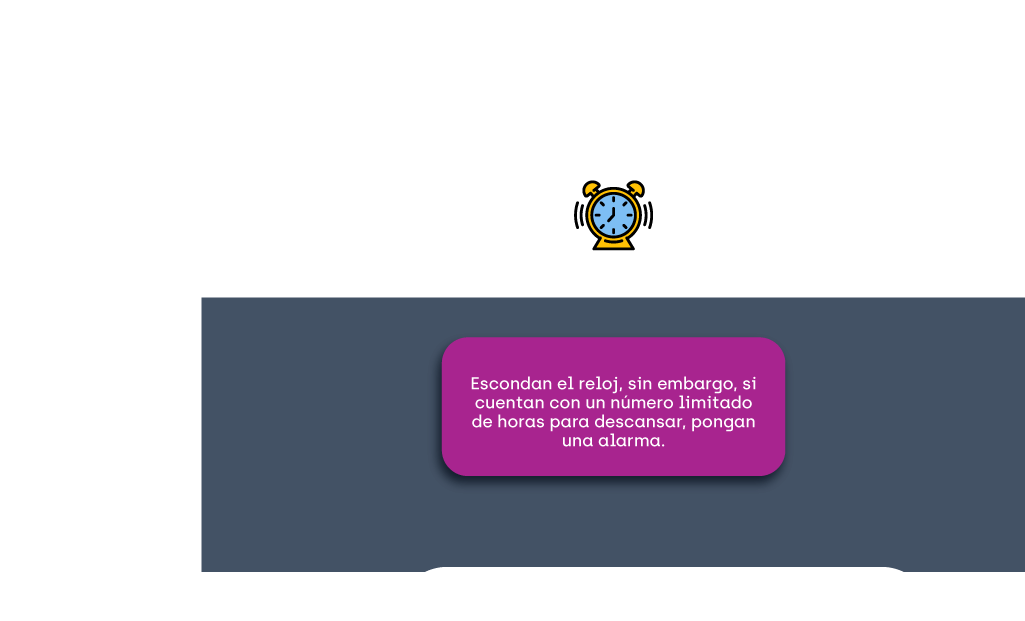 Escondan el reloj, sin embargo, si
cuentan con un número limitado
de horas para descansar, pongan
una alarma.